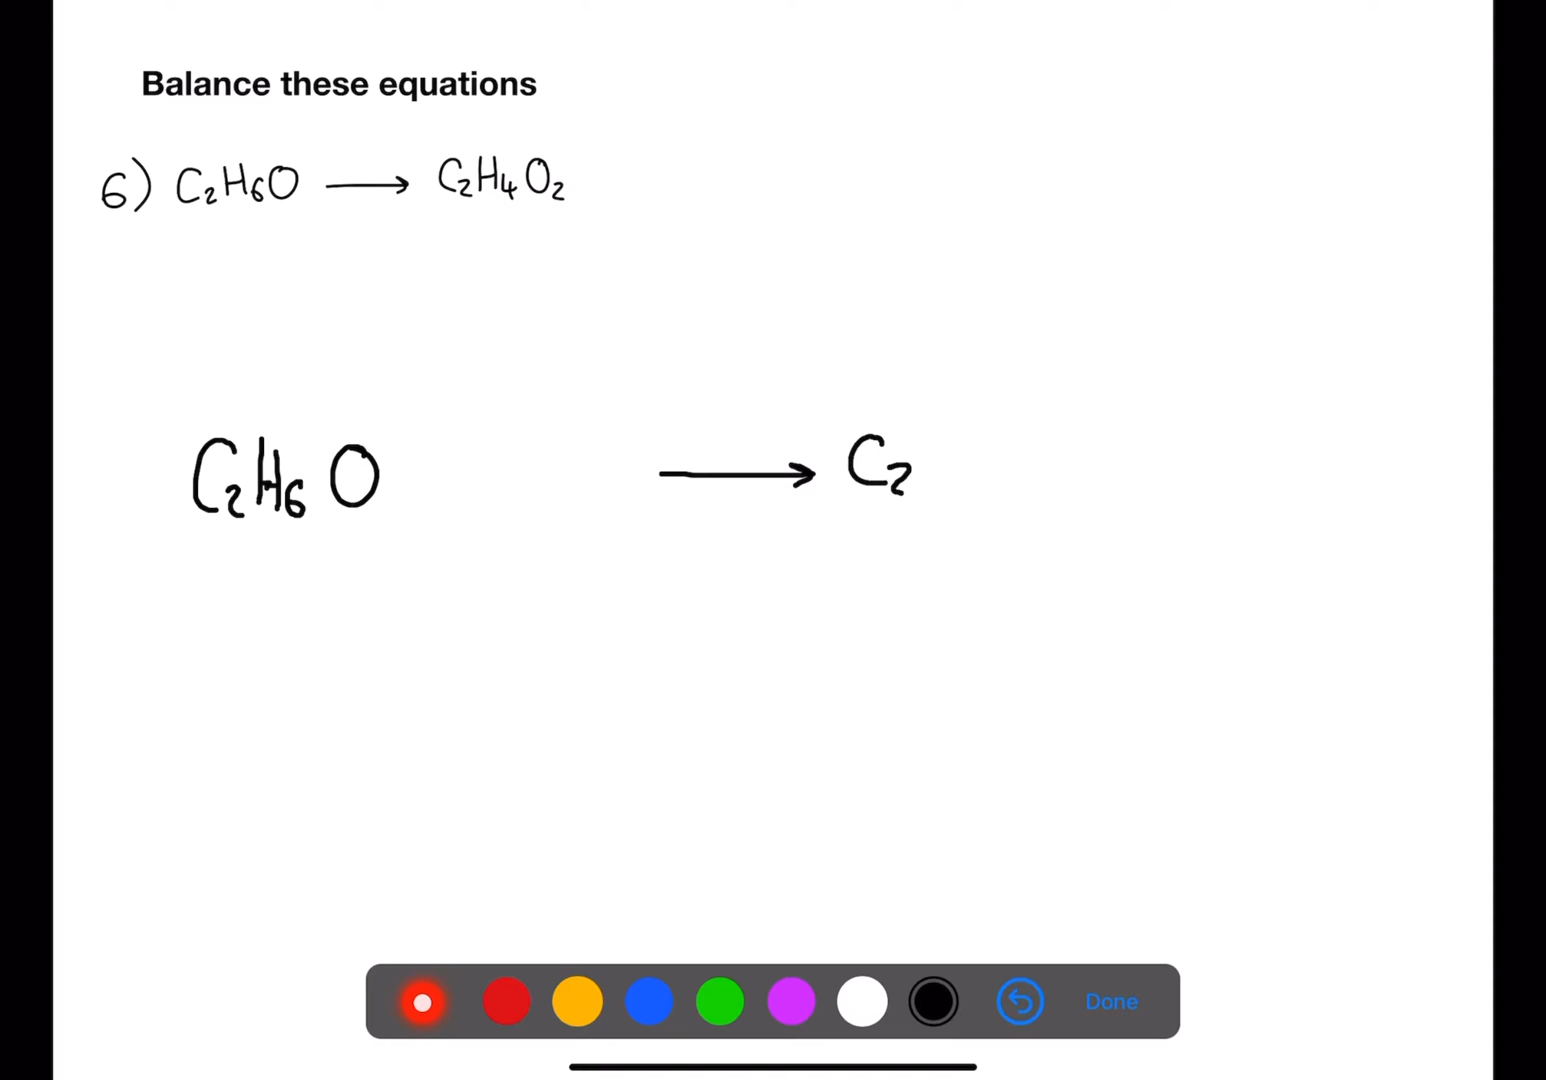 Balance these equations
6) C₂H₆O ⟶ C₂H₄O₂
C₂H₆O ⟶ C₂
Done